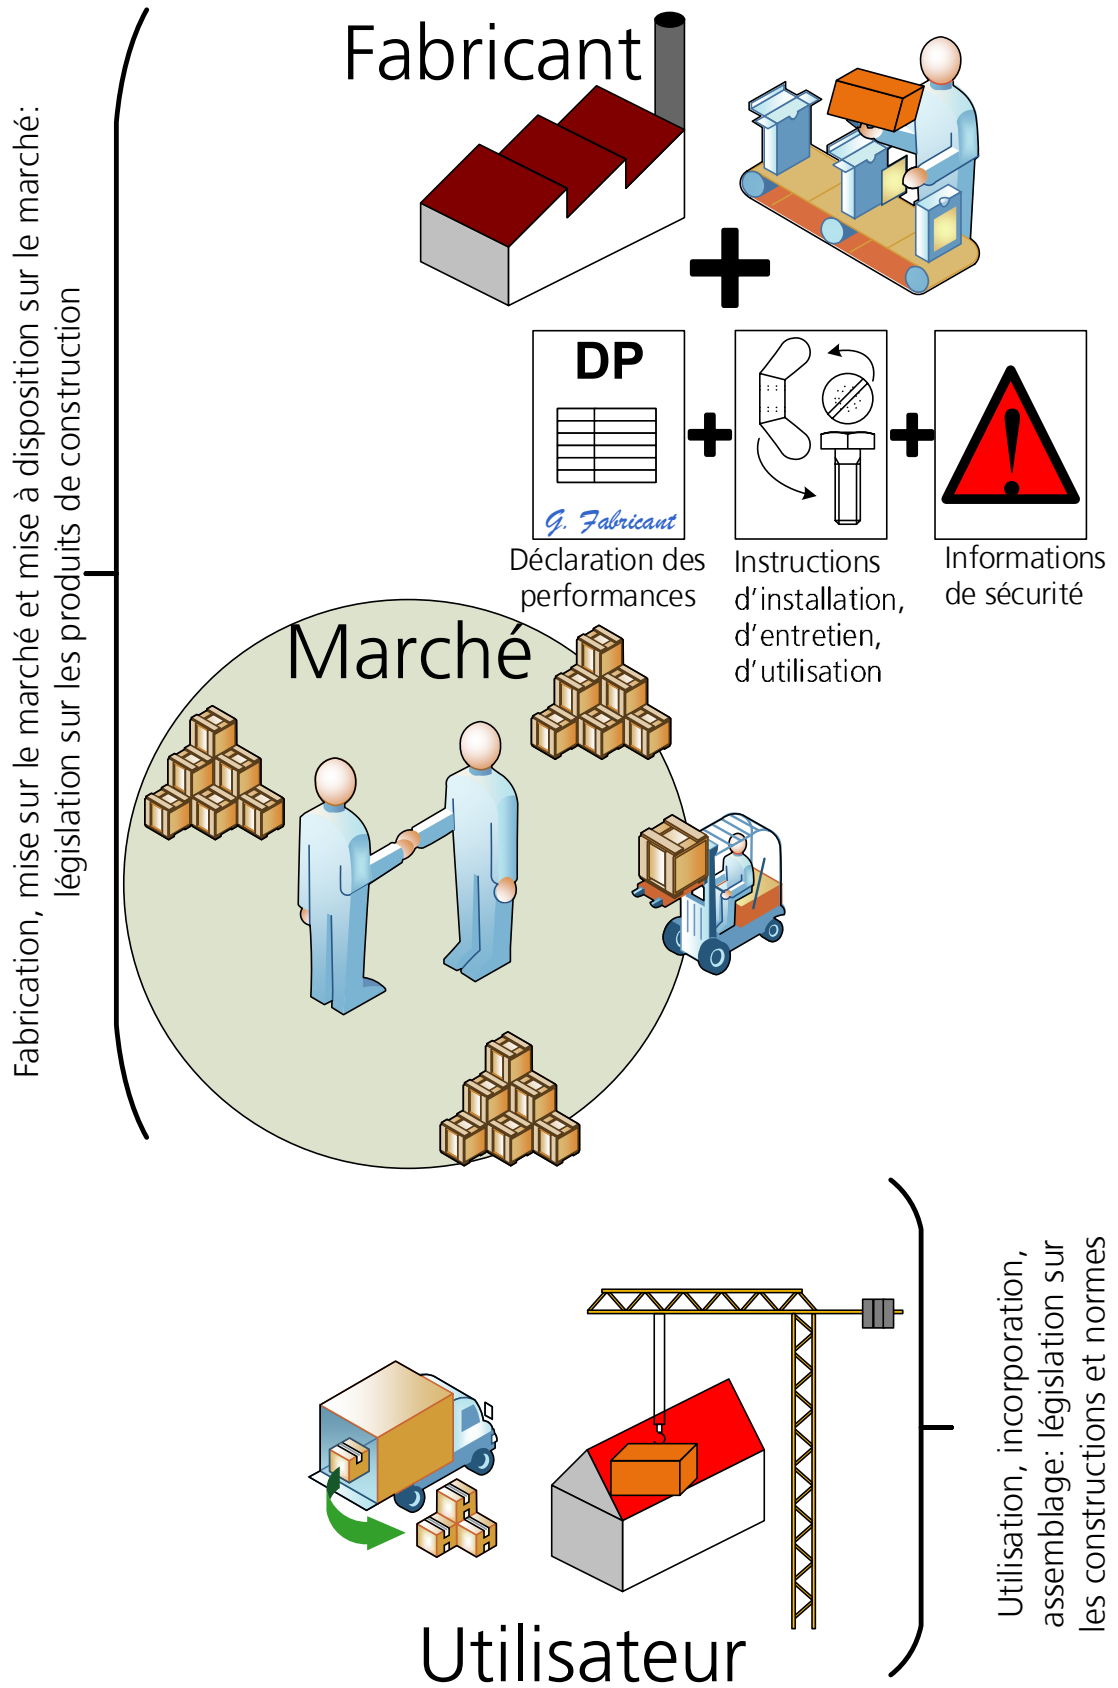 Fabricant
Fabrication, mise sur le marché et mise à disposition sur le marché:
législation sur les produits de construction
DP
G. Fabricant
Déclaration des
performances
Instructions
d'installation,
d'entretien,
d'utilisation
Informations
de sécurité
Marché
Utilisation, incorporation,
assemblage: législation sur
les constructions et normes
Utilisateur